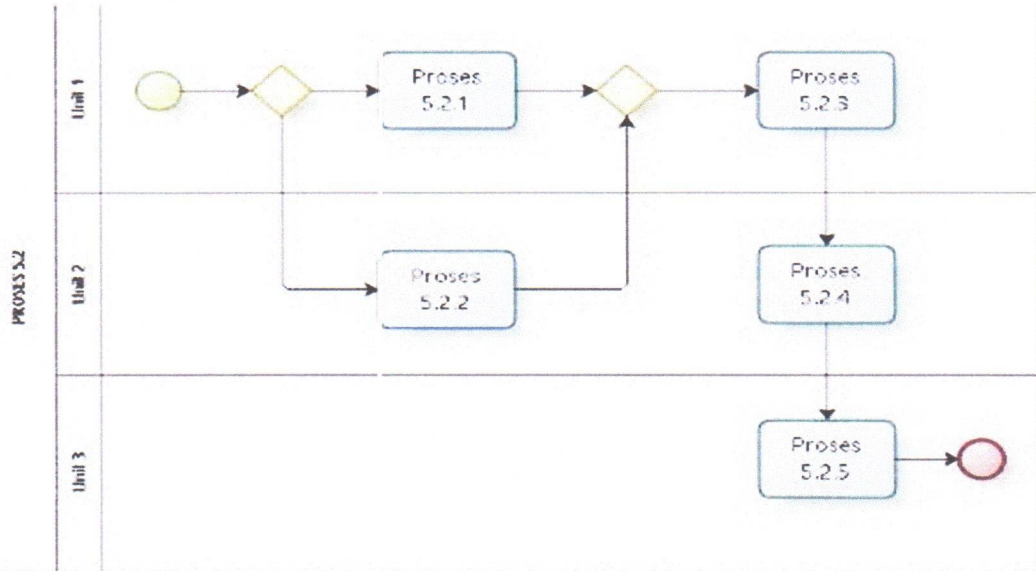 PROSES 5.2
Unit 1
Proses
5.2.1
Proses
5.2.3
Unit 2
Proses
5.2.2
Proses
5.2.4
Unit 3
Proses
5.2.5